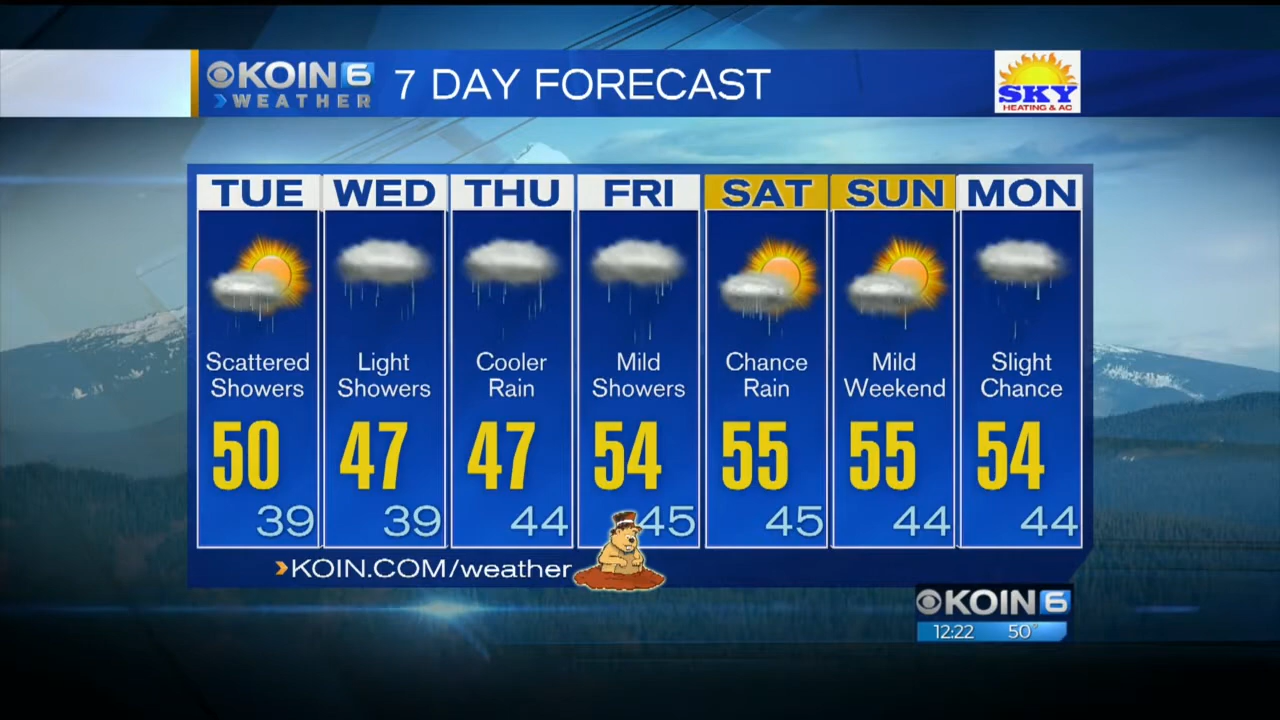 KOIN 6
WEATHER
7 DAY FORECAST
SKY
HEATING & AC
TUE WED THU FRI SAT SUN MON
Scattered Light Cooler Mild Chance Mild Slight
Showers Showers Rain Showers Rain Weekend Chance
50 47 47 54 55 55 54
39 39 44 45 45 44 44
KOIN.COM/weather
KOIN 6
12:22 50°